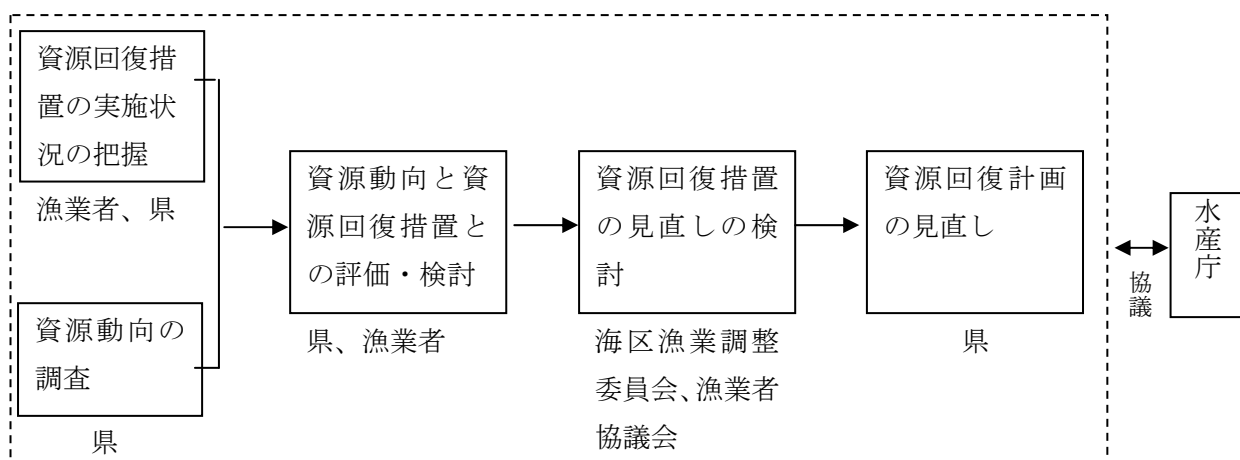 資源回復措
置の実施状
況の把握
漁業者、県
資源動向の
調査
県
資源動向と資
源回復措置と
の評価・検討
県、漁業者
資源回復措置
の見直しの検
討
海区漁業調整
委員会、漁業者
協議会
資源回復計画
の見直し
県
協議
水産庁